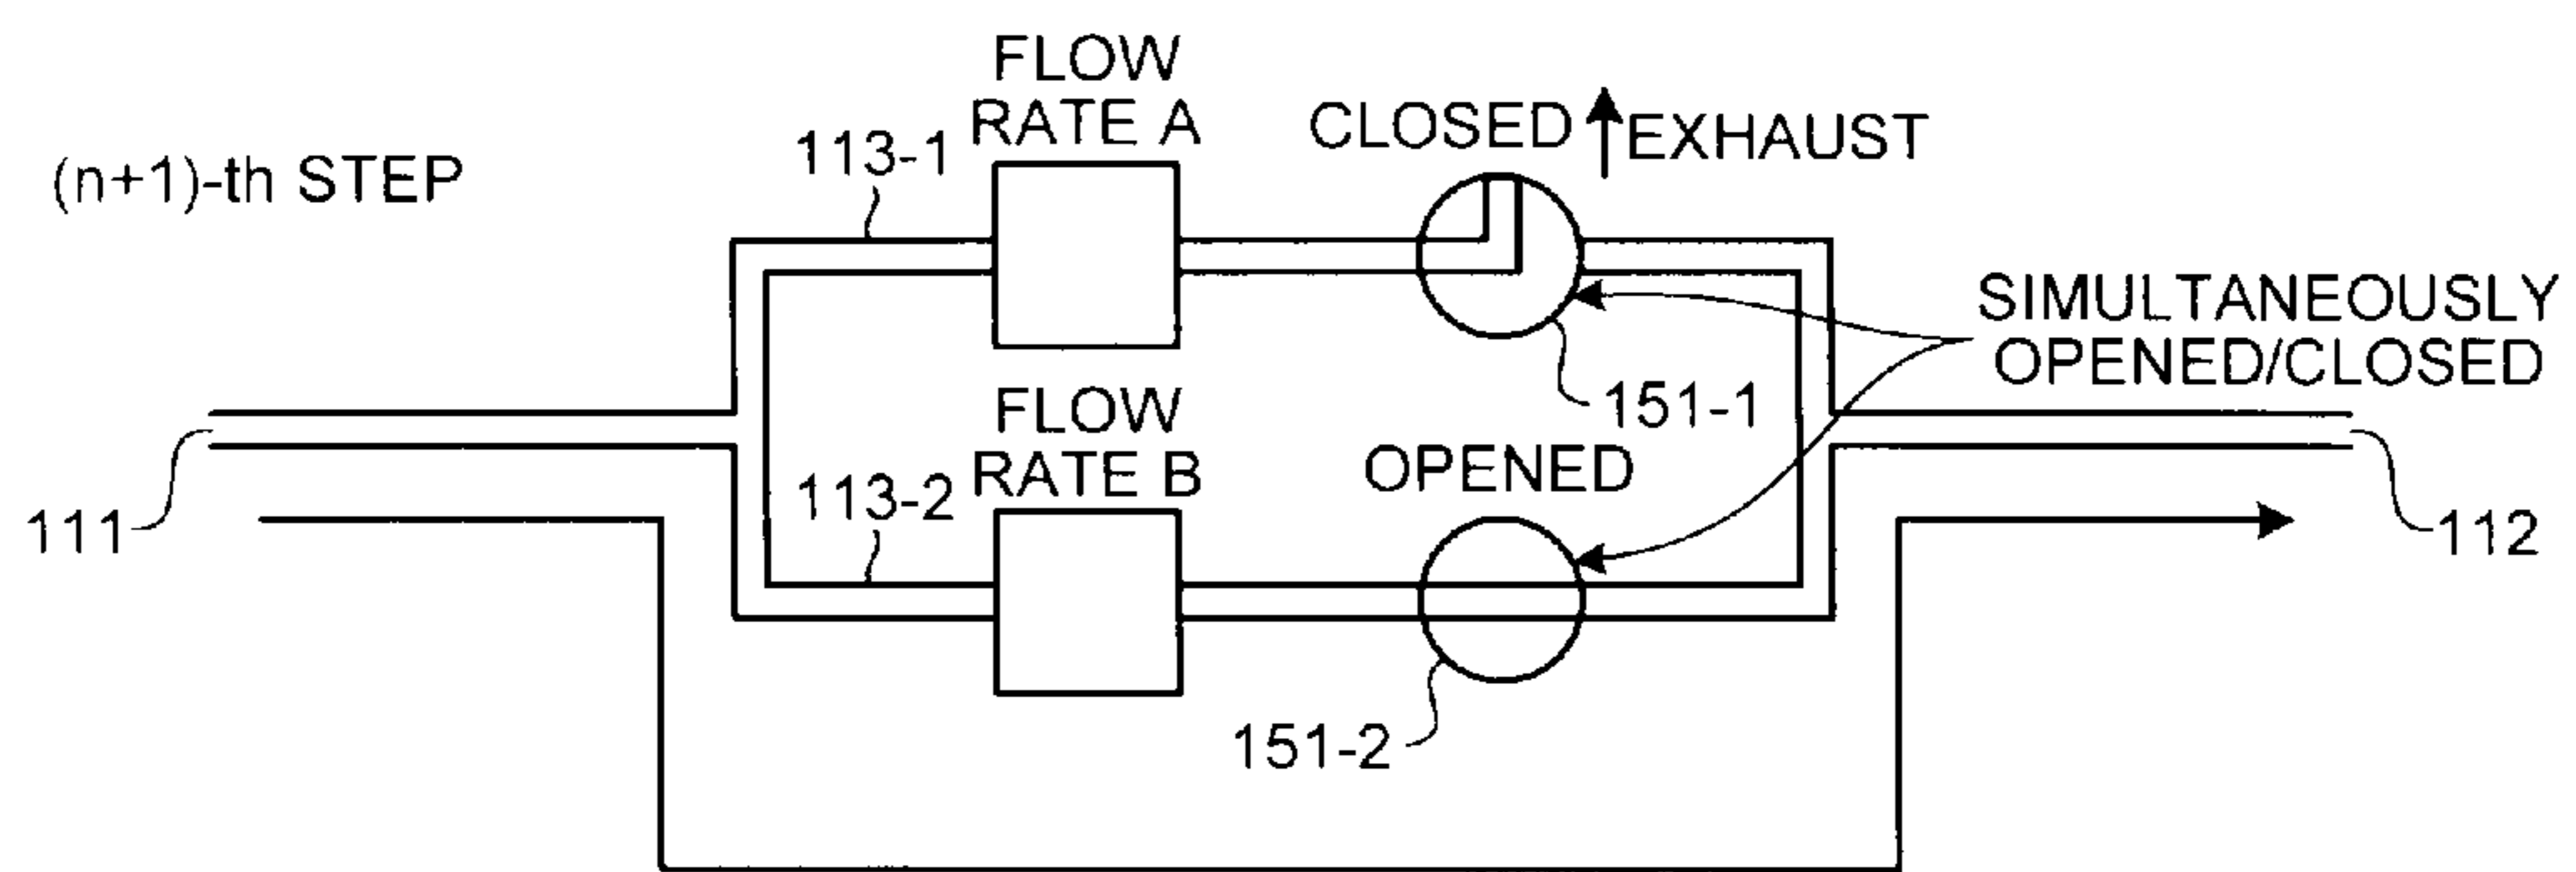 (n+1)-th STEP
FLOW
RATE A
113-1
CLOSED
EXHAUST
SIMULTANEOUSLY
OPENED/CLOSED
151-1
FLOW
RATE B
113-2
OPENED
111
112
151-2